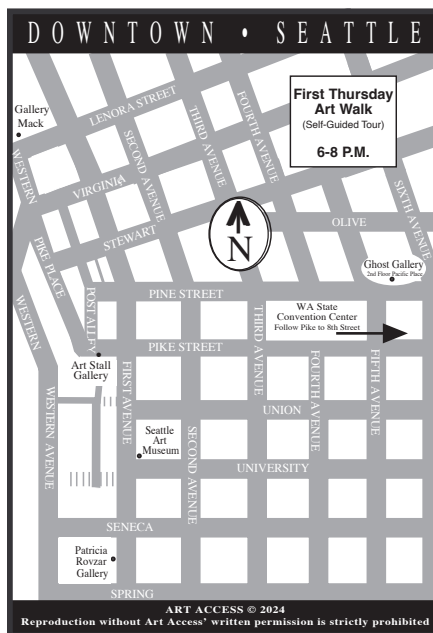 DOWNTOWN • SEATTLE
First Thursday
Art Walk
(Self-Guided Tour)
6-8 P.M.
Gallery
Mack
LENORA STREET
THIRD AVENUE
FOURTH AVENUE
SECOND AVENUE
WESTERN
VIRGINIA
SIXTH AVENUE
STEWART
N
OLIVE
PIKE PLACE
Ghost Gallery
2nd Floor Pacific Place
POST ALLEY
PINE STREET
WESTERN
WA State
Convention Center
Follow Pike to 8th Street
THIRD AVENUE
PIKE STREET
Art Stall
Gallery
FIRST AVENUE
FOURTH AVENUE
FIFTH AVENUE
WESTERN AVENUE
UNION
Seattle
Art
Museum
SECOND AVENUE
UNIVERSITY
SENECA
Patricia
Rovzar
Gallery
SPRING
ART ACCESS © 2024
Reproduction without Art Access’ written permission is strictly prohibited